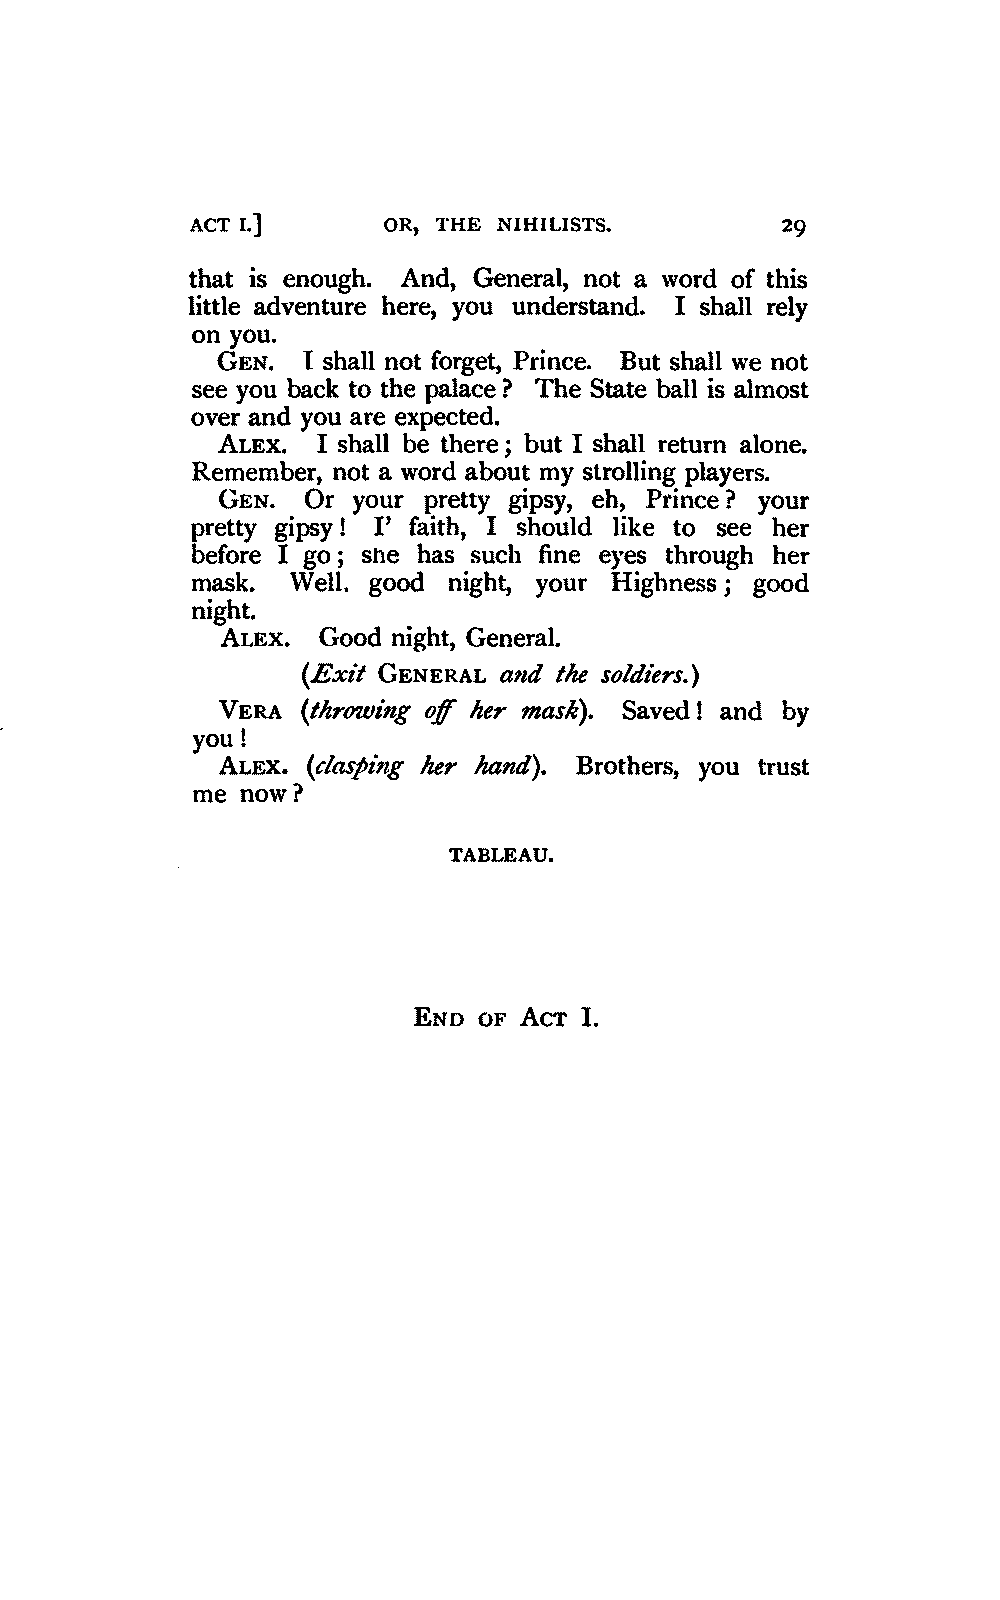 ACT I.] OR, THE NIHILISTS. 29
that is enough. And, General, not a word of this
little adventure here, you understand. I shall rely
on you.
GEN. I shall not forget, Prince. But shall we not
see you back to the palace? The State ball is almost
over and you are expected.
ALEX. I shall be there; but I shall return alone.
Remember, not a word about my strolling players.
GEN. Or your pretty gipsy, eh, Prince? your
pretty gipsy! I' faith, I should like to see her
before I go; she has such fine eyes through her
mask. Well, good night, your Highness; good
night.
ALEX. Good night, General.
(Exit GENERAL and the soldiers.)
VERA (throwing off her mask). Saved! and by
you!
ALEX. (clasping her hand). Brothers, you trust
me now?
TABLEAU.
END OF ACT I.